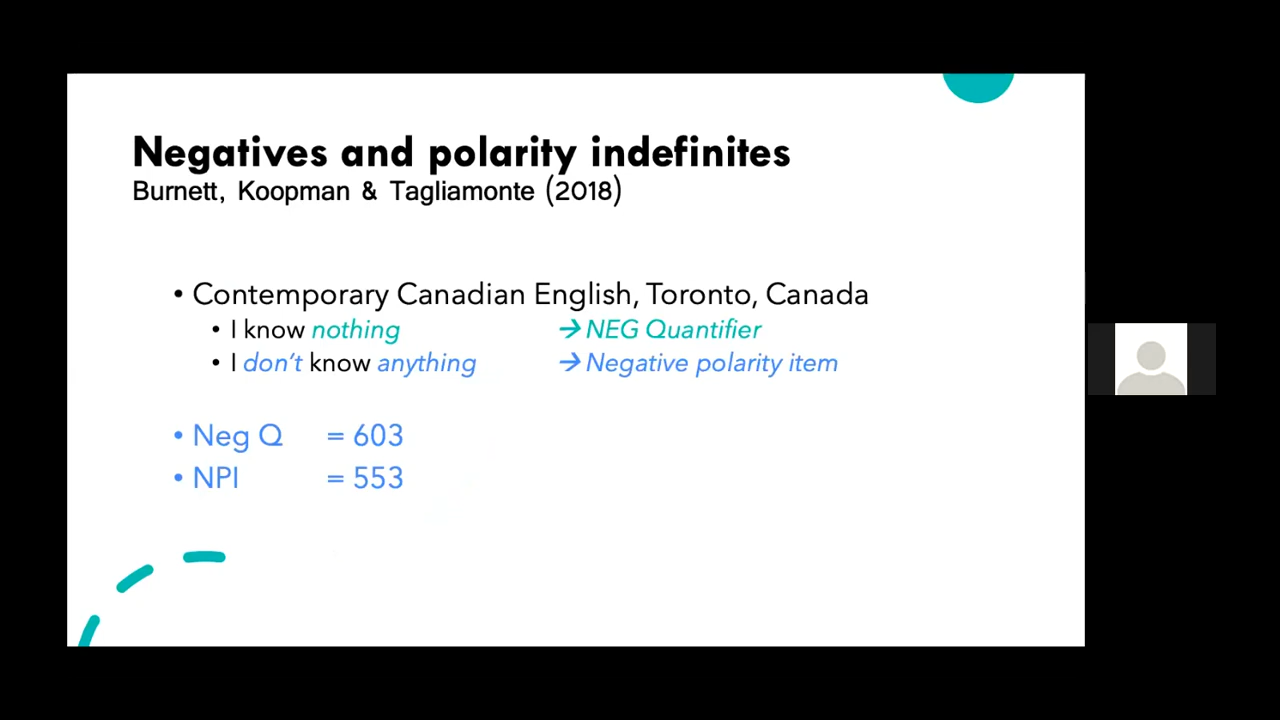 Negatives and polarity indefinites
Burnett, Koopman & Tagliamonte (2018)
• Contemporary Canadian English, Toronto, Canada
• I know nothing → NEG Quantifier
• I don't know anything → Negative polarity item
• Neg Q = 603
• NPI = 553